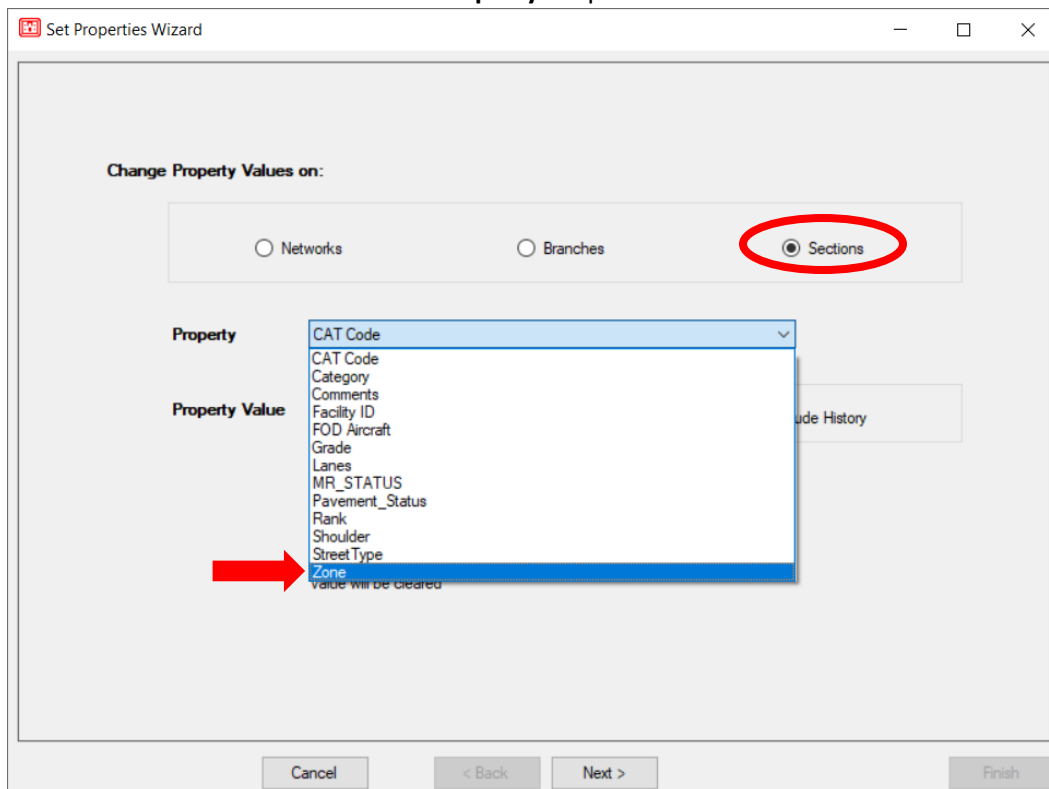 Set Properties Wizard
Change Property Values on:
Networks Branches Sections
Property CAT Code
CAT Code
Category
Comments
Property Value Facility ID
ude History
FOD Aircraft
Grade
Lanes
MR_STATUS
Pavement_Status
Rank
Shoulder
StreetType
Zone
value will be cleared
Cancel < Back Next > Finish